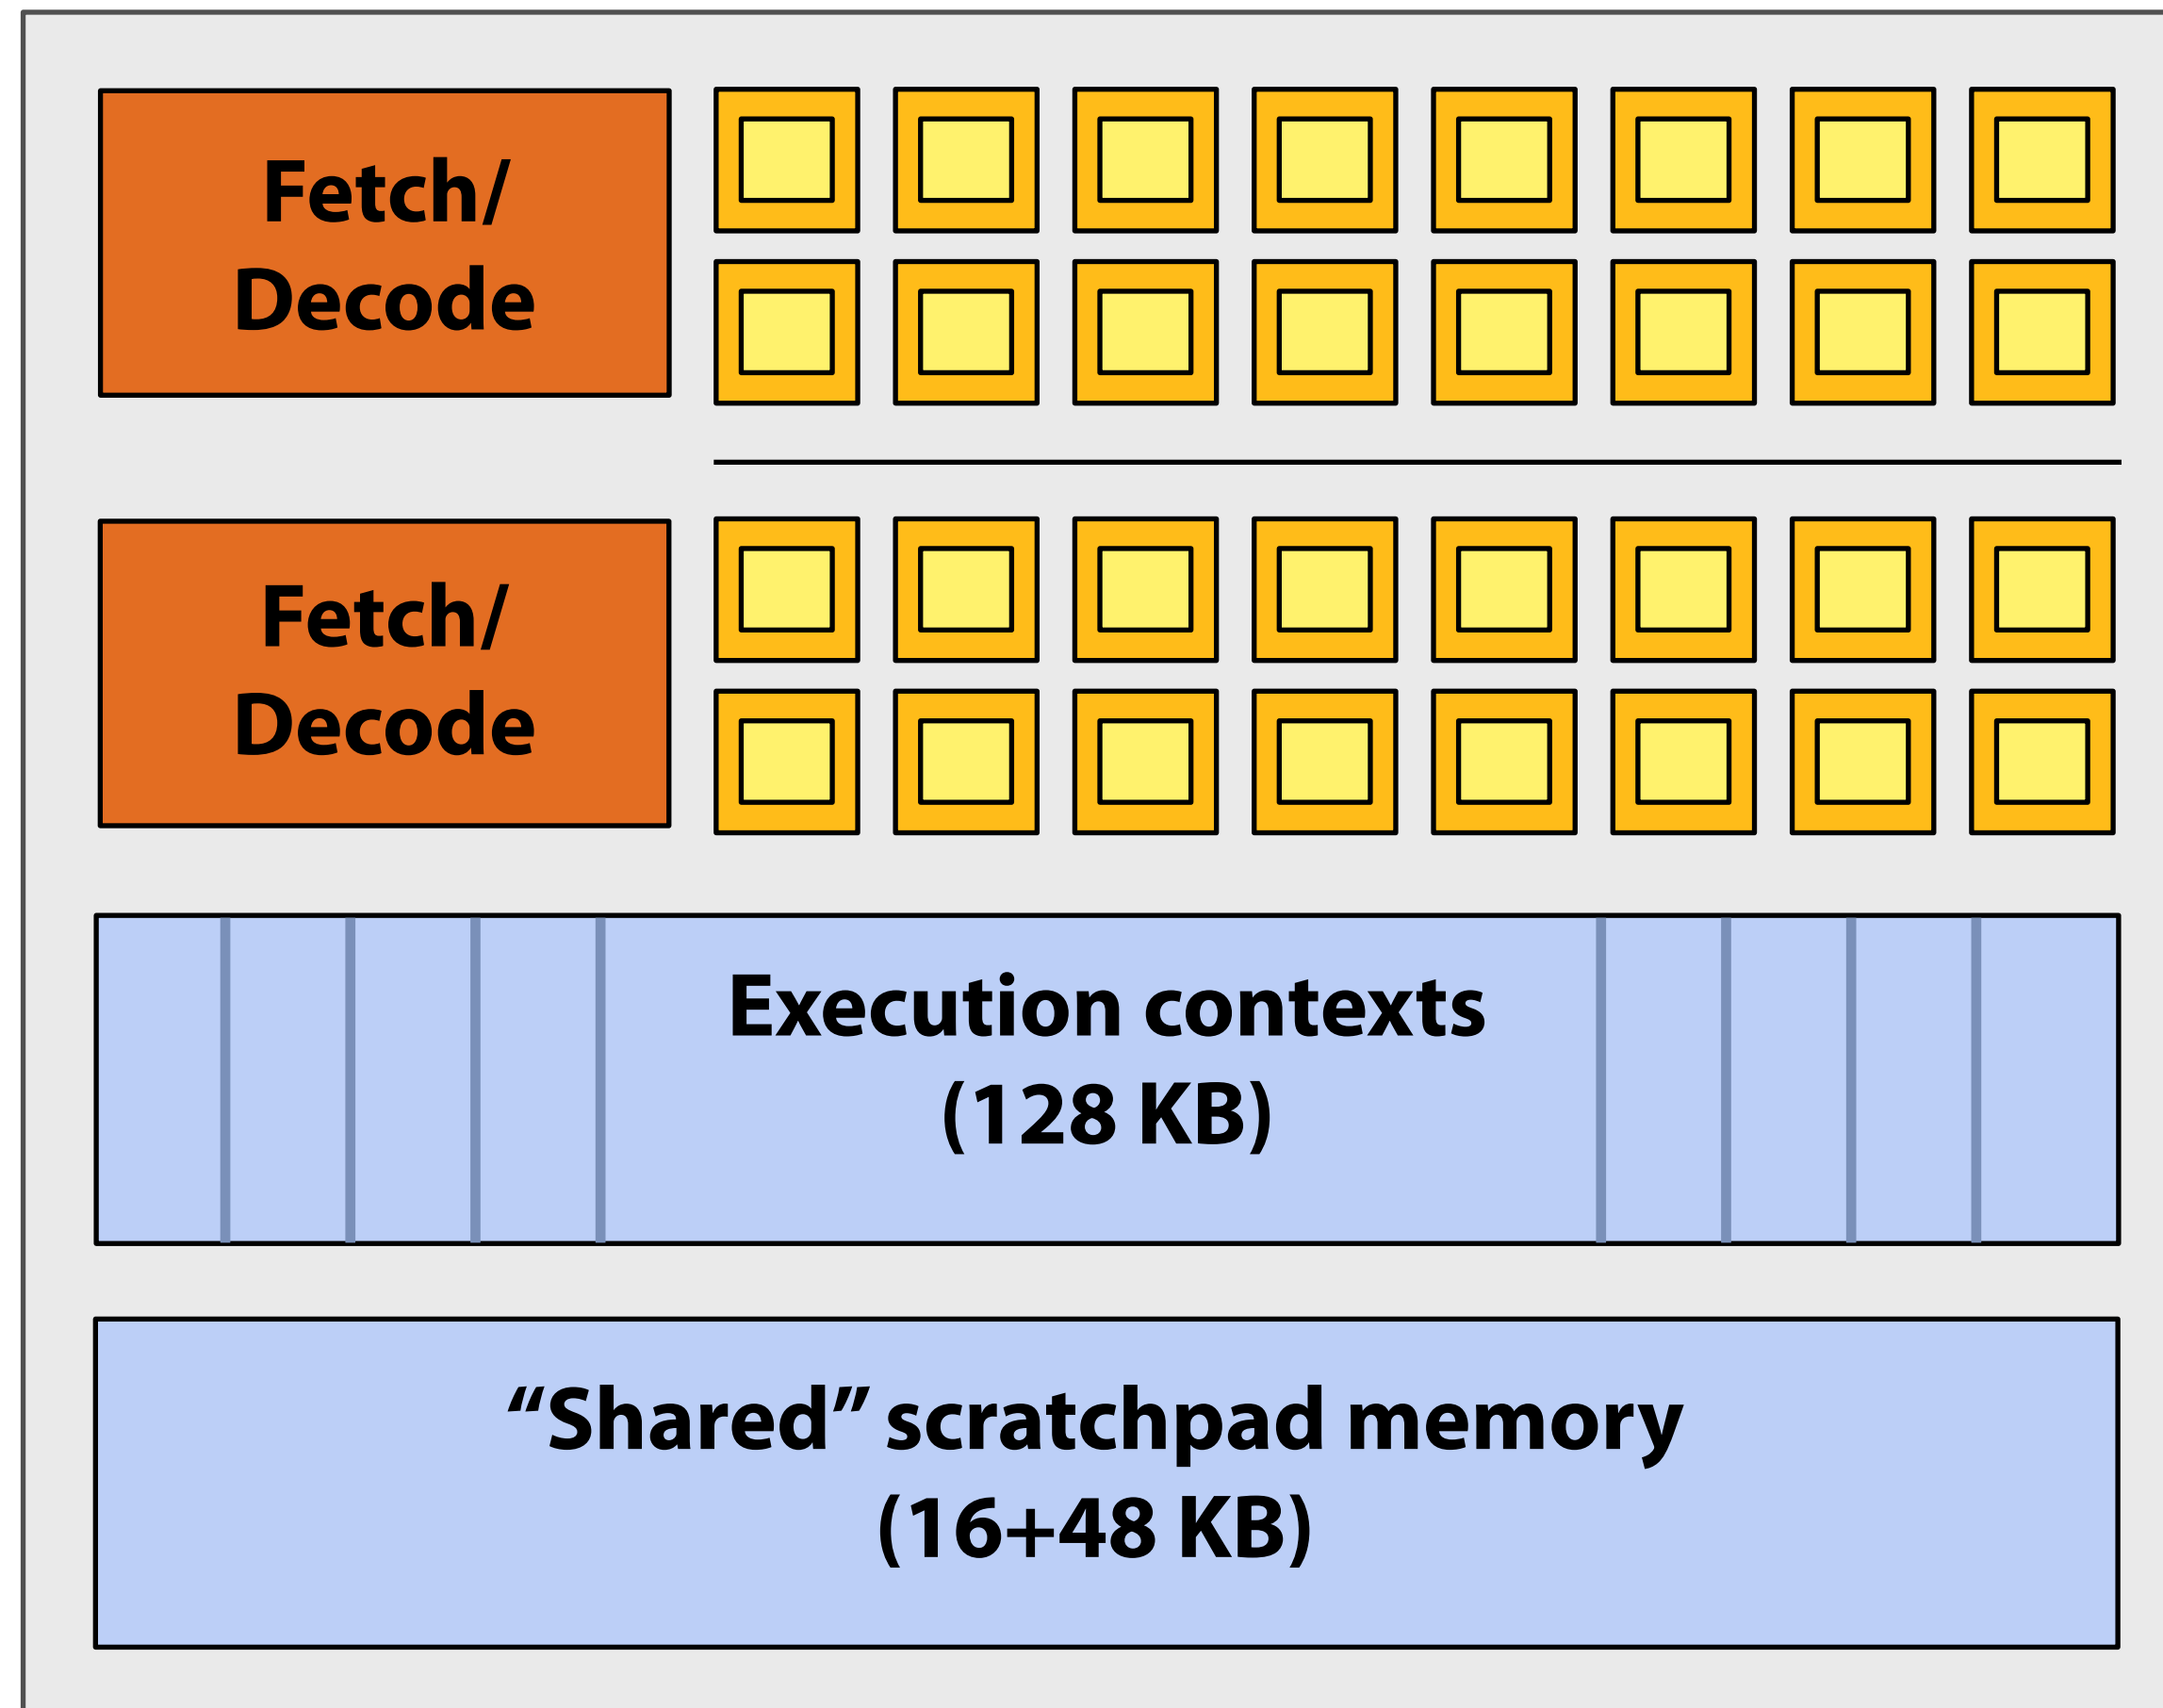 Fetch/
Decode
Fetch/
Decode
Execution contexts
(128 KB)
“Shared” scratchpad memory
(16+48 KB)